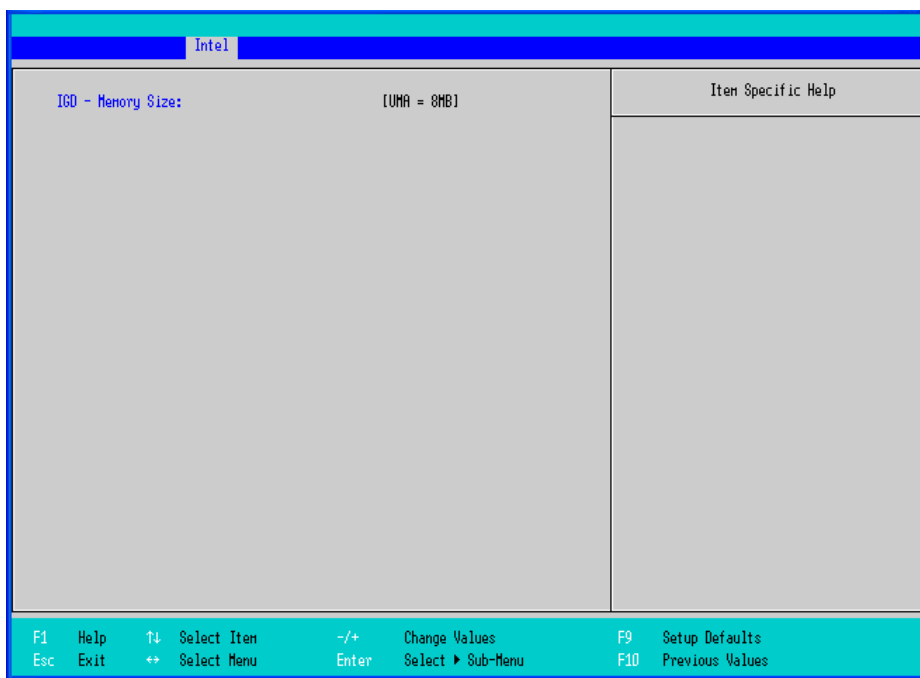 Intel
IGD - Memory Size: [UMA = 8MB]
Item Specific Help
F1 Help ↑↓ Select Item -/+ Change Values F9 Setup Defaults
Esc Exit ↔ Select Menu Enter Select ▶ Sub-Menu F10 Previous Values